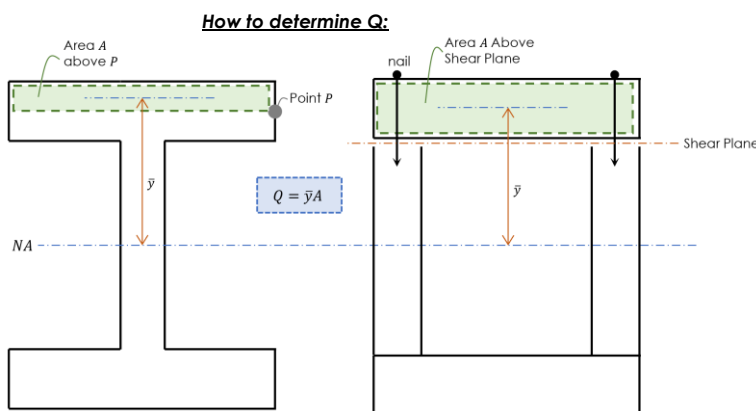 How to determine Q:
Area A
above P
Point P
ȳ
Q = ȳA
NA
nail
Area A Above
Shear Plane
Shear Plane
ȳ